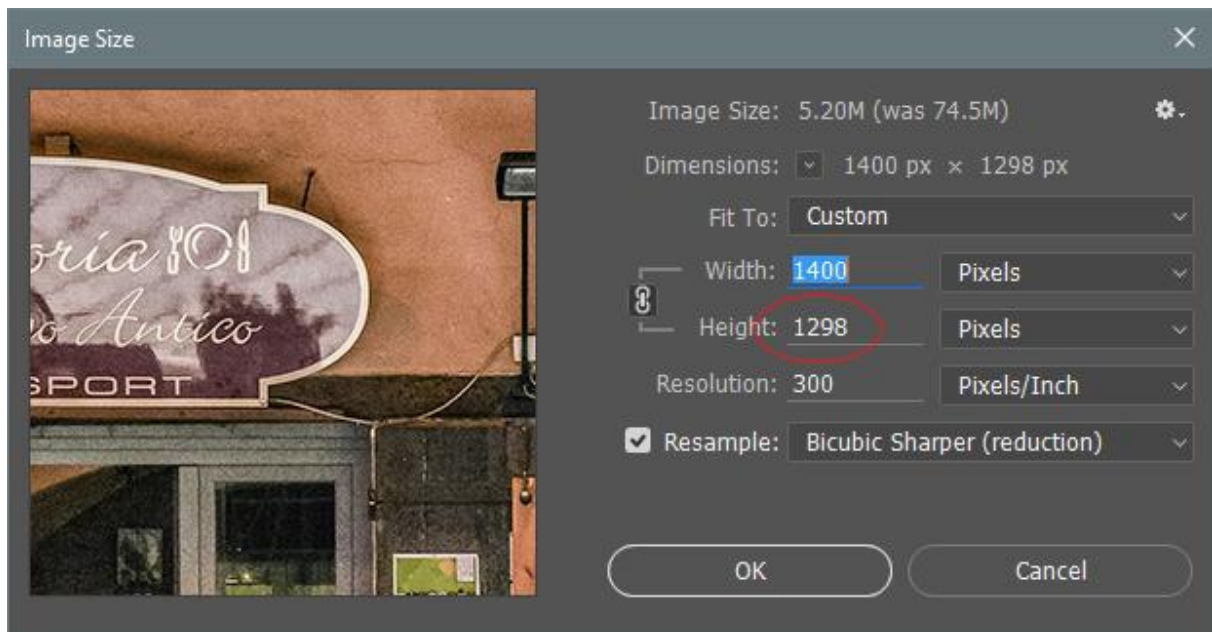 Image Size
Image Size: 5.20M (was 74.5M)
Dimensions: 1400 px × 1298 px
Fit To: Custom
Width: 1400 Pixels
Height: 1298 Pixels
Resolution: 300 Pixels/Inch
Resample: Bicubic Sharper (reduction)
OK Cancel
oria
o Antico
SPORT